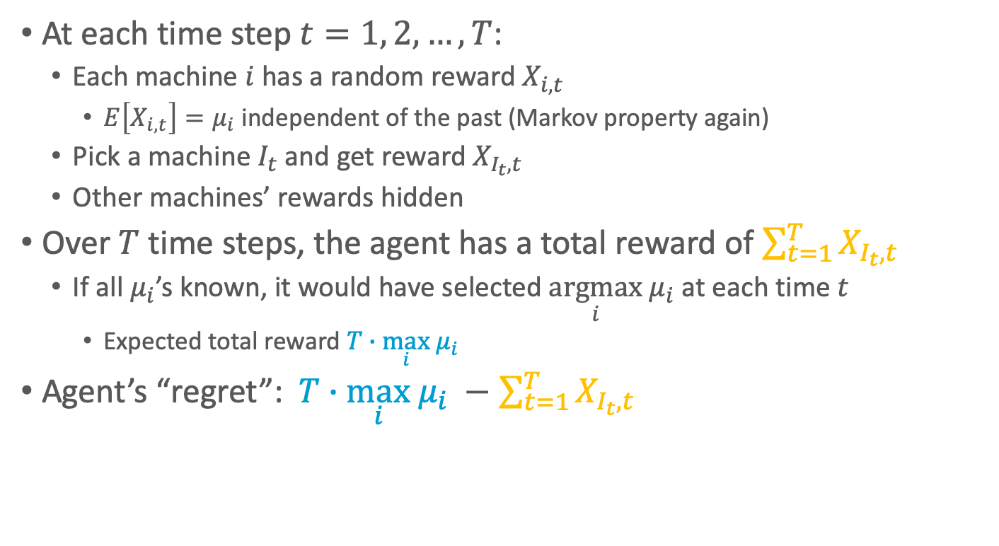 • At each time step t = 1, 2, … , T:
• Each machine i has a random reward X_{i,t}
• E[X_{i,t}] = μ_i independent of the past (Markov property again)
• Pick a machine I_t and get reward X_{I_t,t}
• Other machines’ rewards hidden
• Over T time steps, the agent has a total reward of ∑_{t=1}^{T} X_{I_t,t}
• If all μ_i’s known, it would have selected argmax_i μ_i at each time t
• Expected total reward T · max_i μ_i
• Agent’s “regret”: T · max_i μ_i − ∑_{t=1}^{T} X_{I_t,t}